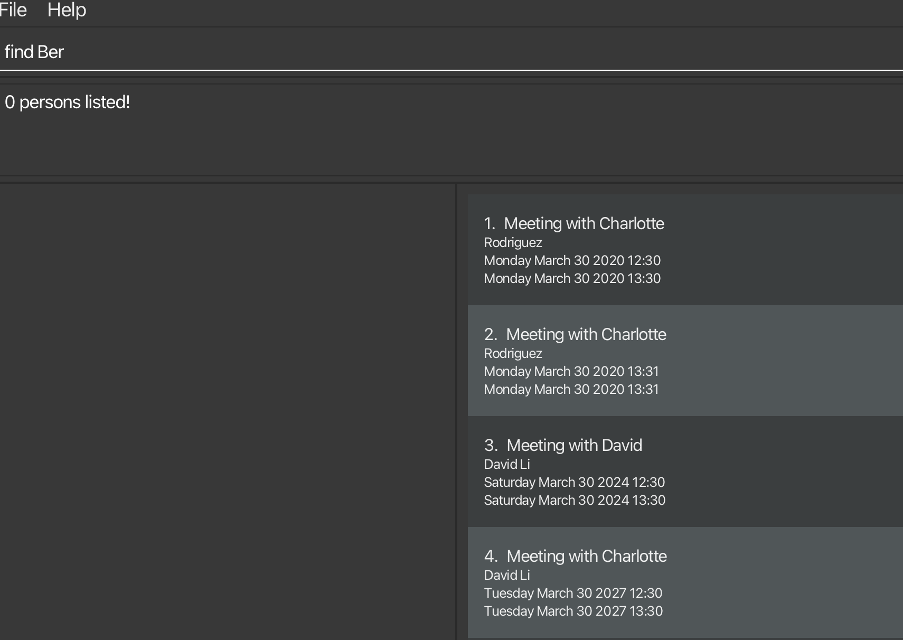 File Help
find Ber
0 persons listed!
1. Meeting with Charlotte
Rodriguez
Monday March 30 2020 12:30
Monday March 30 2020 13:30
2. Meeting with Charlotte
Rodriguez
Monday March 30 2020 13:31
Monday March 30 2020 13:31
3. Meeting with David
David Li
Saturday March 30 2024 12:30
Saturday March 30 2024 13:30
4. Meeting with Charlotte
David Li
Tuesday March 30 2027 12:30
Tuesday March 30 2027 13:30